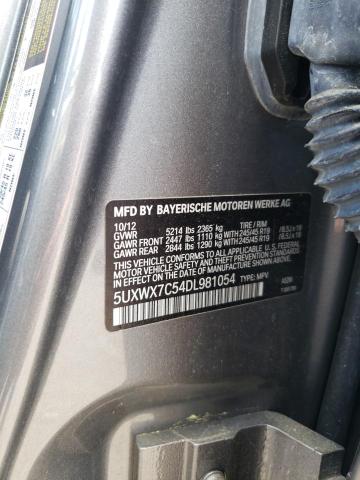 MFD BY BAYERISCHE MOTOREN WERKE AG
10/12
GVWR 5214 lbs 2365 kg TIRE / RIM
GAWR FRONT 2447 lbs 1110 kg WITH 245/45 R19
GAWR REAR 2844 lbs 1290 kg WITH 245/45 R19
THIS VEHICLE CONFORMS TO ALL APPLICABLE U.S. FEDERAL
MOTOR VEHICLE SAFETY AND THEFT PREVENTION STANDARDS
IN EFFECT ON THE DATE OF MANUFACTURE SHOWN ABOVE.
5UXWX7C54DL981054 TYPE: MPV